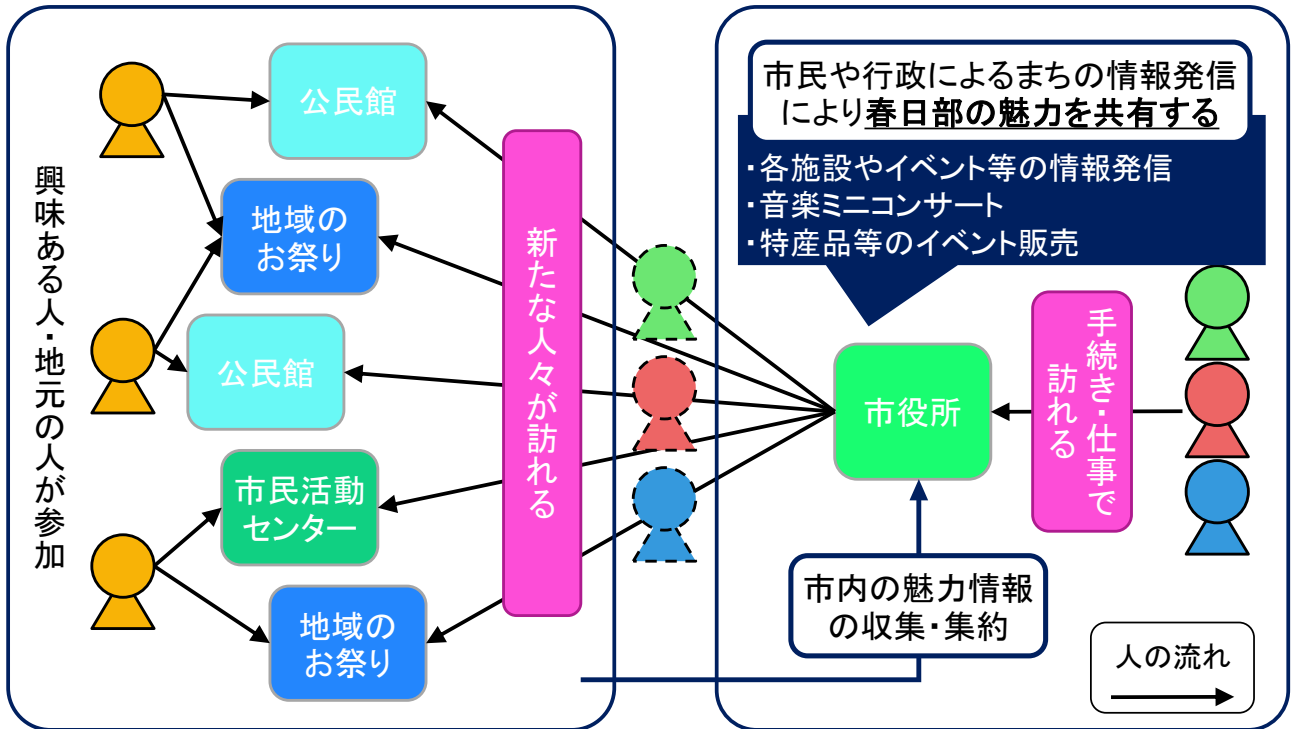 興味ある人・地元の人が参加
公民館
地域の
お祭り
公民館
市民活動
センター
地域の
お祭り
新たな人々が訪れる
市民や行政によるまちの情報発信
により春日部の魅力を共有する
・各施設やイベント等の情報発信
・音楽ミニコンサート
・特産品等のイベント販売
市役所
手続き・仕事で
訪れる
市内の魅力情報
の収集・集約
人の流れ